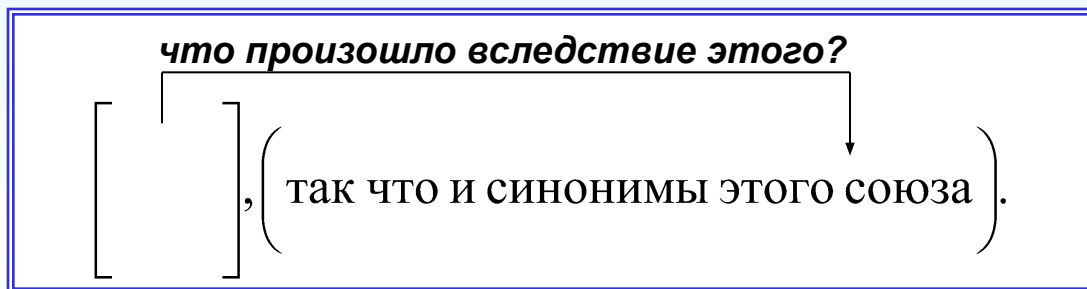 что произошло вследствие этого?
[ ], ( так что и синонимы этого союза ).